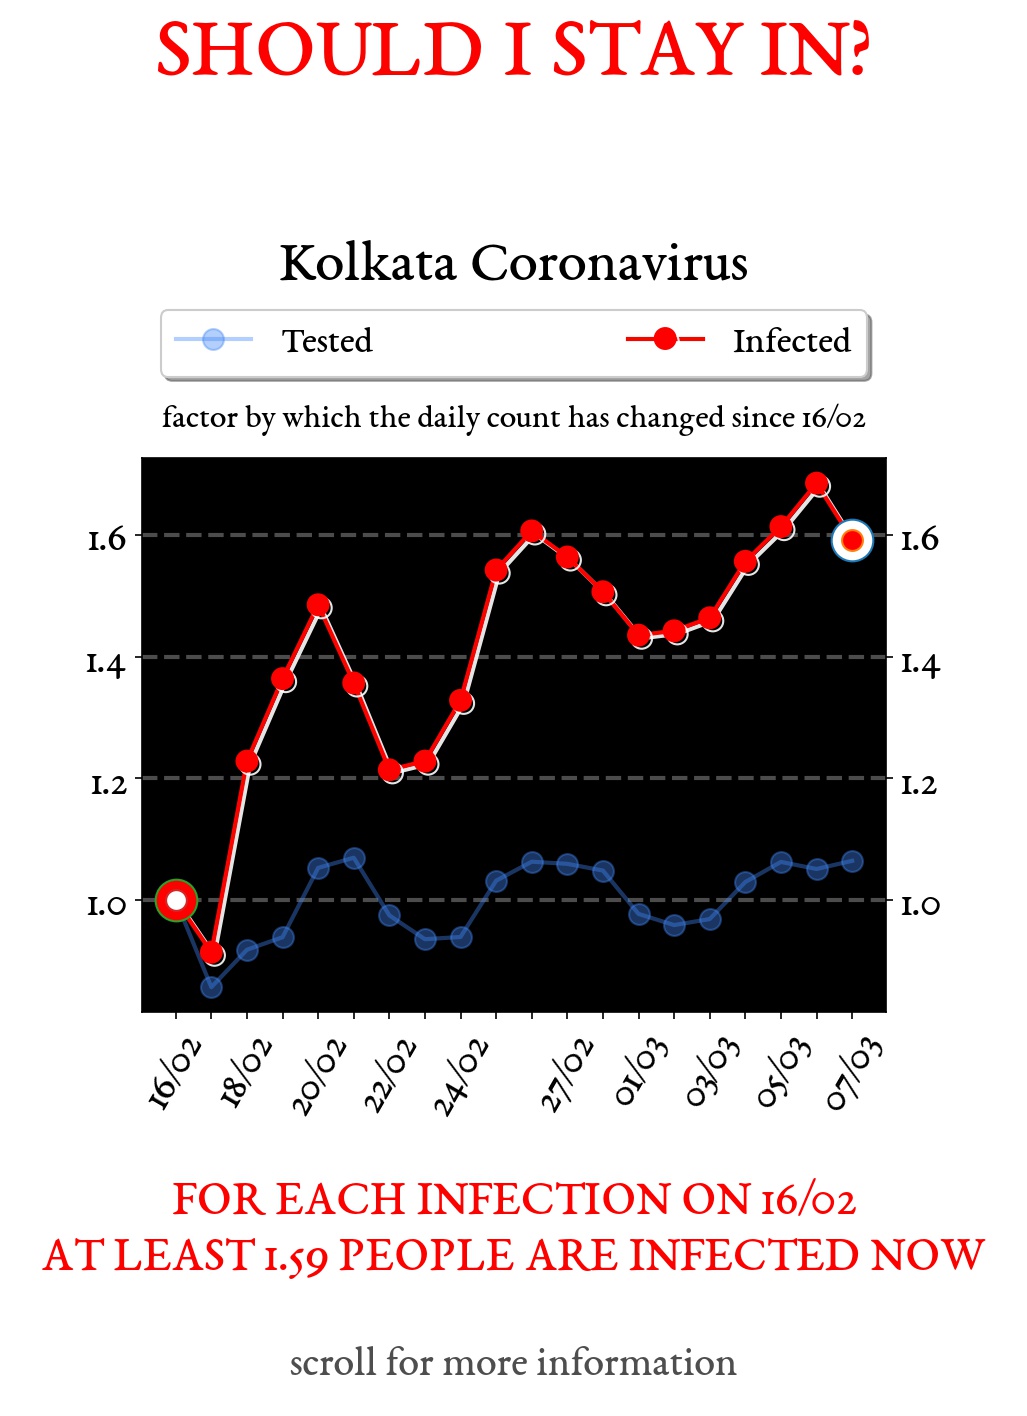 SHOULD I STAY IN?
Kolkata Coronavirus
Tested Infected
factor by which the daily count has changed since 16/02
1.6 1.6
1.4 1.4
1.2 1.2
1.0 1.0
16/02 18/02 20/02 22/02 24/02 27/02 01/03 03/03 05/03 07/03
FOR EACH INFECTION ON 16/02
AT LEAST 1.59 PEOPLE ARE INFECTED NOW
scroll for more information